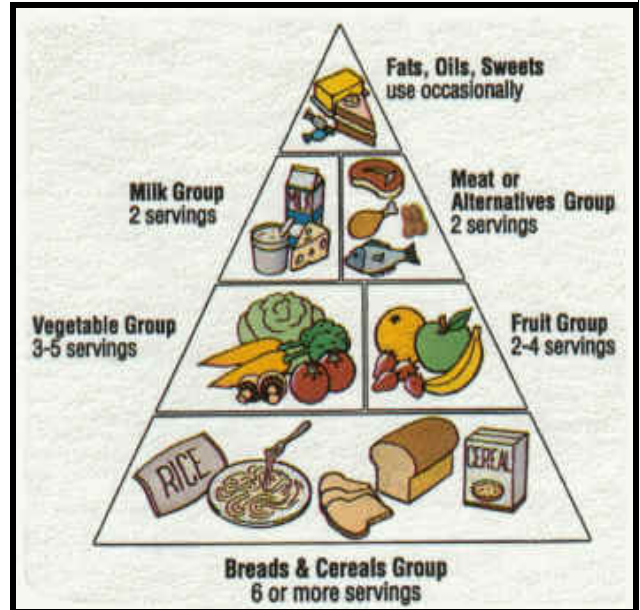 Fats, Oils, Sweets
use occasionally
Milk Group
2 servings
Meat or
Alternatives Group
2 servings
Vegetable Group
3-5 servings
Fruit Group
2-4 servings
RICE
CEREAL
Breads & Cereals Group
6 or more servings